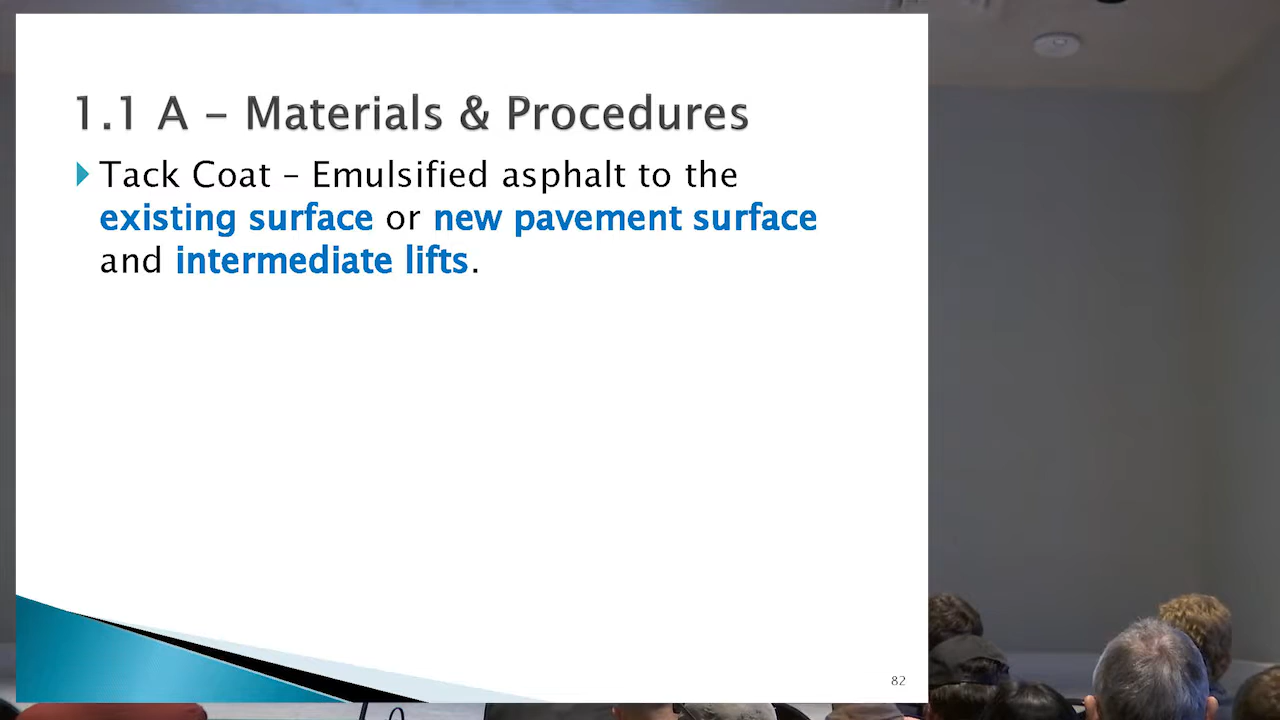 1.1 A – Materials & Procedures
Tack Coat – Emulsified asphalt to the
existing surface or new pavement surface
and intermediate lifts.
82